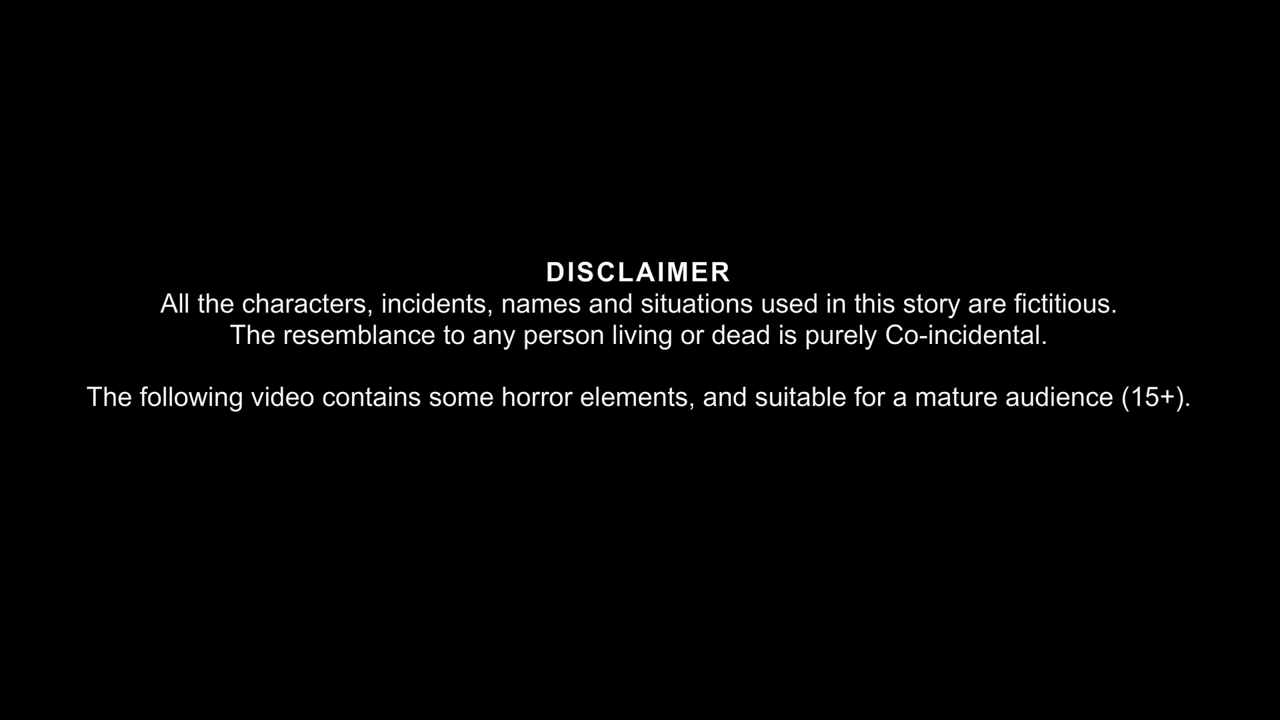 DISCLAIMER
All the characters, incidents, names and situations used in this story are fictitious.
The resemblance to any person living or dead is purely Co-incidental.
The following video contains some horror elements, and suitable for a mature audience (15+).